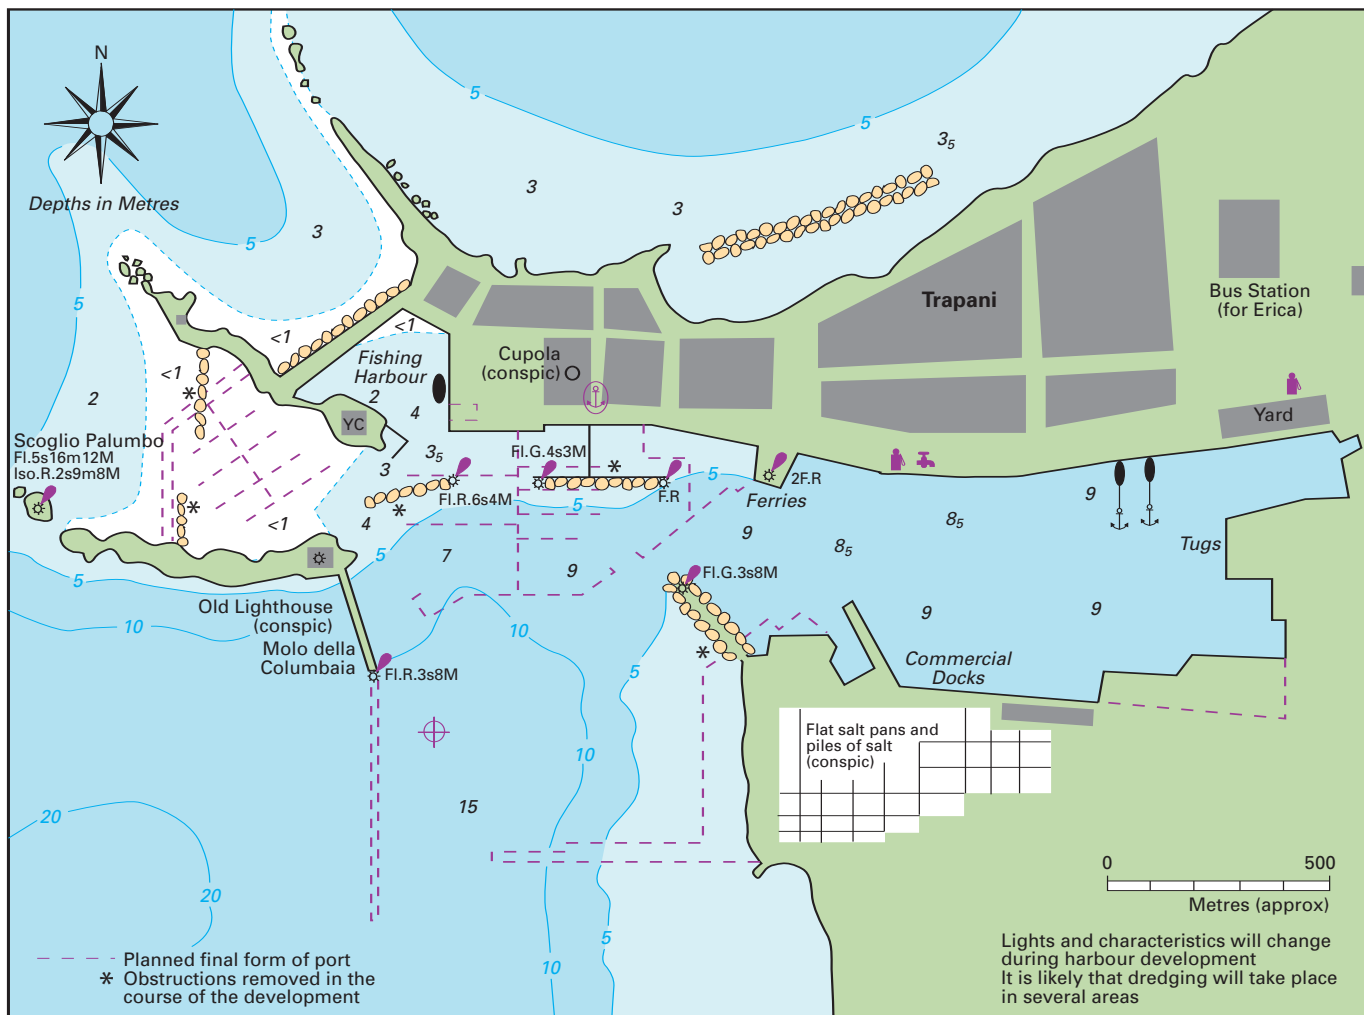 N
Depths in Metres
5
5
5
5
3
3
3
3₅
Trapani
Bus Station
(for Erica)
<1
<1
<1
Fishing
Harbour
Cupola
(conspic)
2
2
4
YC
3
3₅
Yard
Scoglio Palumbo
Fl.5s16m12M
Iso.R.2s9m8M
Fl.G.4s3M
Fl.R.6s4M
F.R
5
5
2F.R
Ferries
9
8₅
8₅
9
Tugs
<1
4
5
7
9
9
9
Fl.G.3s8M
5
10
10
Old Lighthouse
(conspic)
Molo della
Columbaia
Fl.R.3s8M
5
Commercial
Docks
Flat salt pans and
piles of salt
(conspic)
10
15
20
20
5
10
0 500
Metres (approx)
Planned final form of port
* Obstructions removed in the
course of the development
Lights and characteristics will change
during harbour development
It is likely that dredging will take place
in several areas